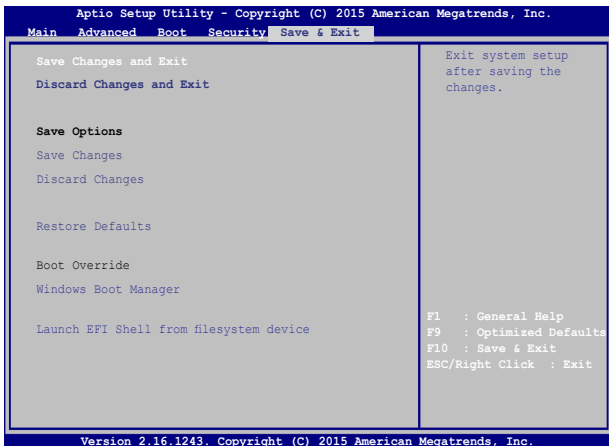 Aptio Setup Utility - Copyright (C) 2015 American Megatrends, Inc.
Main Advanced Boot Security Save & Exit
Save Changes and Exit
Discard Changes and Exit
Save Options
Save Changes
Discard Changes
Restore Defaults
Boot Override
Windows Boot Manager
Launch EFI Shell from filesystem device
Exit system setup
after saving the
changes.
F1 : General Help
F9 : Optimized Defaults
F10 : Save & Exit
ESC/Right Click : Exit
Version 2.16.1243. Copyright (C) 2015 American Megatrends, Inc.